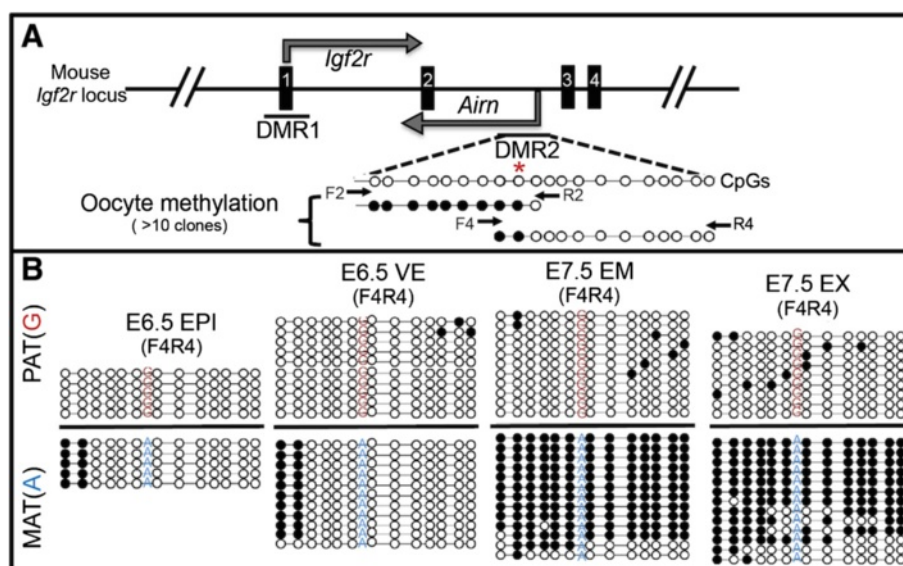 A
Mouse
Igf2r locus
1
Igf2r
2
3
4
Airn
DMR1
DMR2
*
CpGs
Oocyte methylation
( >10 clones)
F2
R2
F4
R4
B
PAT(G)
MAT(A)
E6.5 EPI
(F4R4)
E6.5 VE
(F4R4)
E7.5 EM
(F4R4)
E7.5 EX
(F4R4)